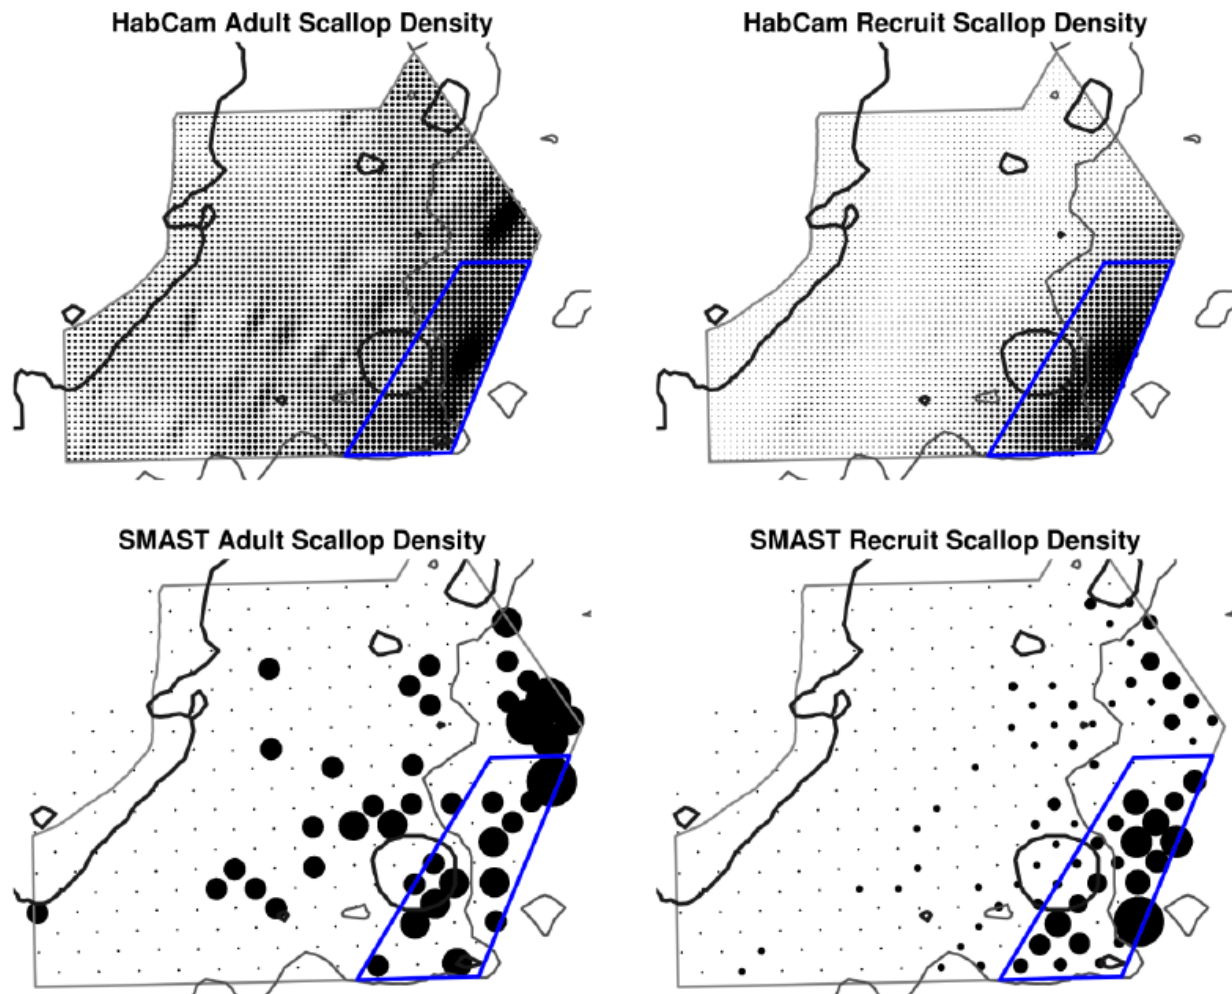 HabCam Adult Scallop Density
HabCam Recruit Scallop Density
SMAST Adult Scallop Density
SMAST Recruit Scallop Density